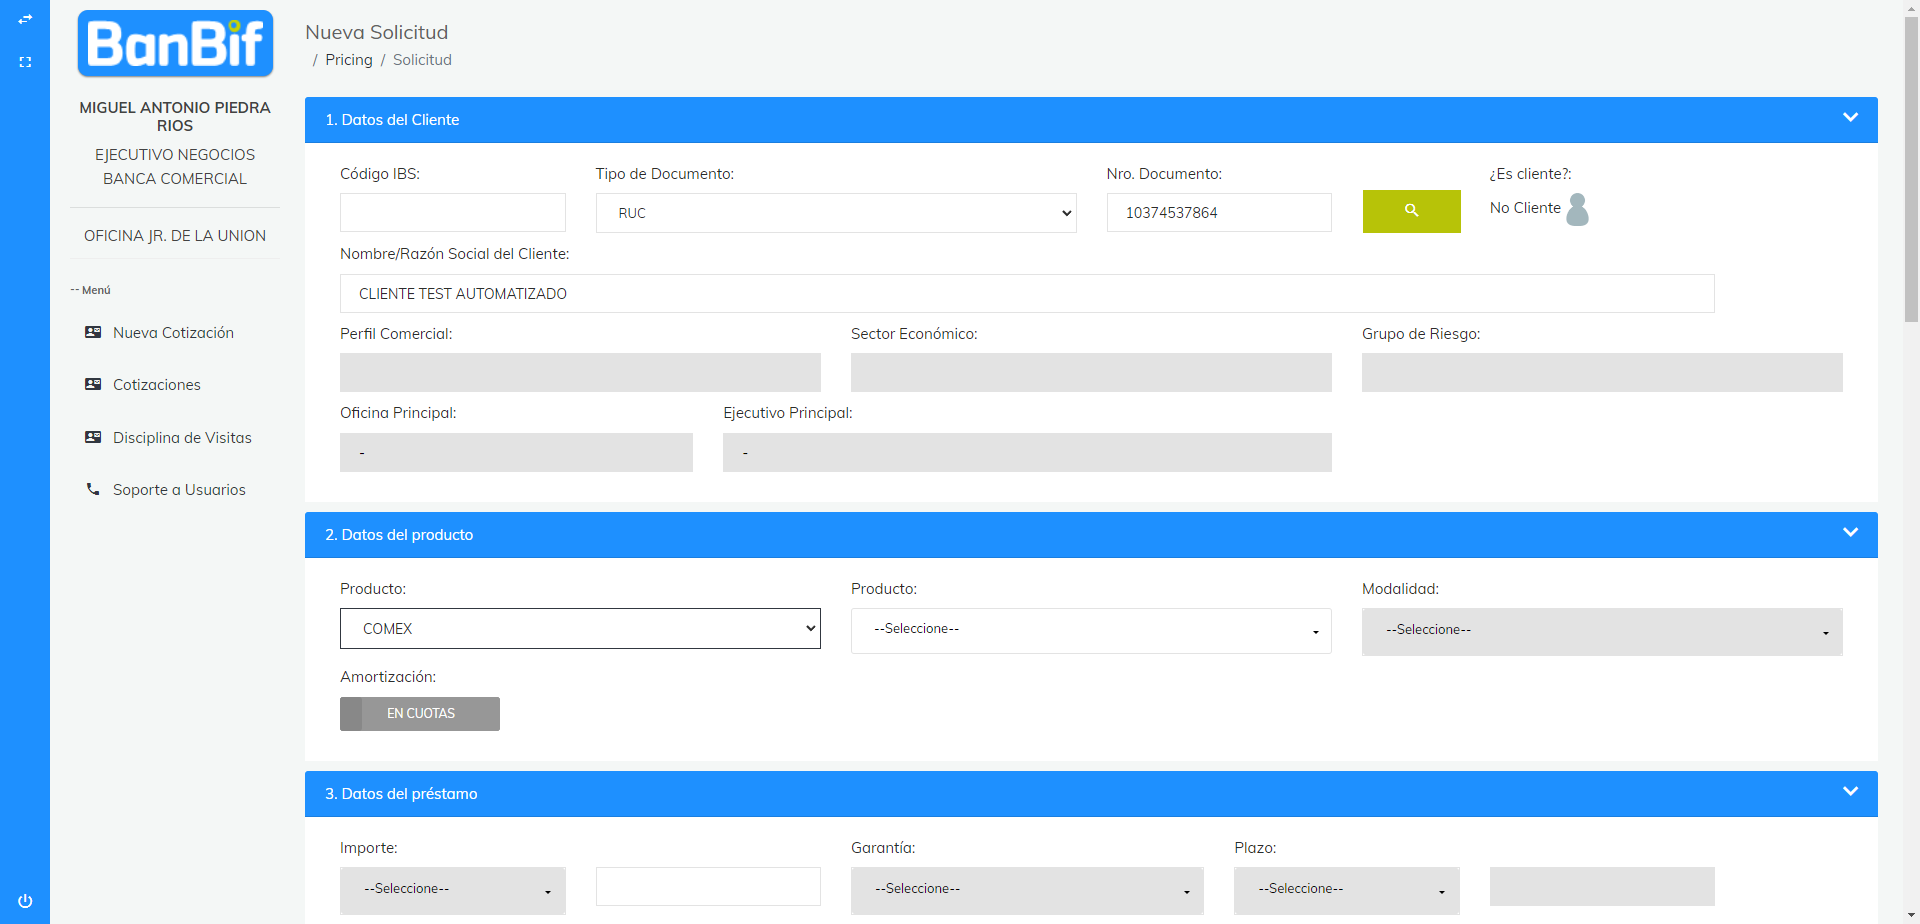 BanBif
MIGUEL ANTONIO PIEDRA
RIOS
EJECUTIVO NEGOCIOS
BANCA COMERCIAL
OFICINA JR. DE LA UNION
-- Menú
Nueva Cotización
Cotizaciones
Disciplina de Visitas
Soporte a Usuarios
Nueva Solicitud
/ Pricing / Solicitud
1. Datos del Cliente
Código IBS: Tipo de Documento: Nro. Documento: ¿Es cliente?:
RUC 10374537864 No Cliente
Nombre/Razón Social del Cliente:
CLIENTE TEST AUTOMATIZADO
Perfil Comercial: Sector Económico: Grupo de Riesgo:
Oficina Principal: Ejecutivo Principal:
- -
2. Datos del producto
Producto: Producto: Modalidad:
COMEX --Seleccione-- --Seleccione--
Amortización:
EN CUOTAS
3. Datos del préstamo
Importe: Garantía: Plazo:
--Seleccione-- --Seleccione-- --Seleccione--